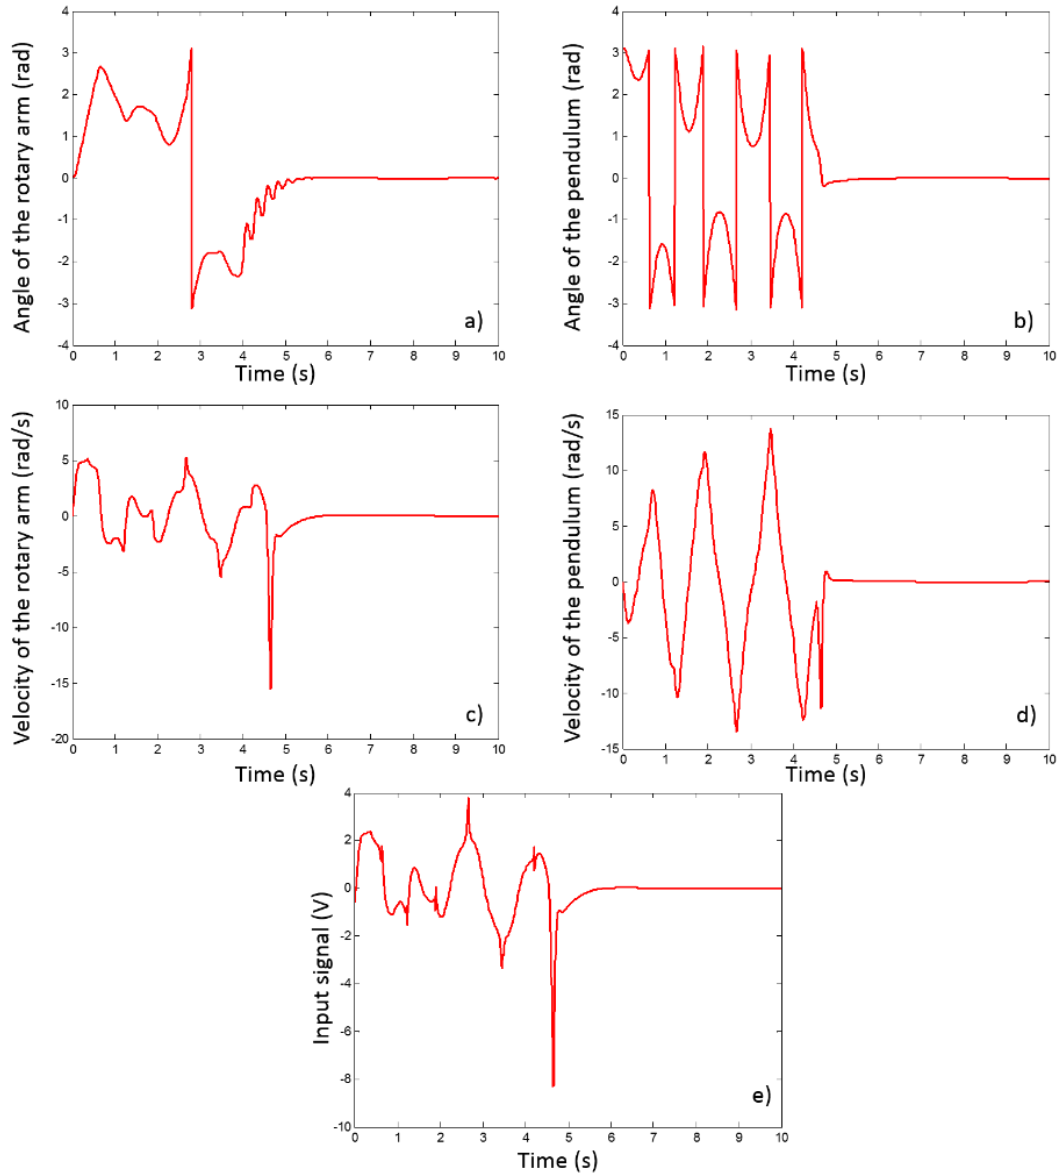 Angle of the rotary arm (rad)
4
3
2
1
0
-1
-2
-3
-4
a)
0 1 2 3 4 5 6 7 8 9 10
Time (s)
Angle of the pendulum (rad)
4
3
2
1
0
-1
-2
-3
-4
b)
0 1 2 3 4 5 6 7 8 9 10
Time (s)
Velocity of the rotary arm (rad/s)
10
5
0
-5
-10
-15
-20
c)
0 1 2 3 4 5 6 7 8 9 10
Time (s)
Velocity of the pendulum (rad/s)
15
10
5
0
-5
-10
-15
d)
0 1 2 3 4 5 6 7 8 9 10
Time (s)
Input signal (V)
4
2
0
-2
-4
-6
-8
-10
e)
0 1 2 3 4 5 6 7 8 9 10
Time (s)